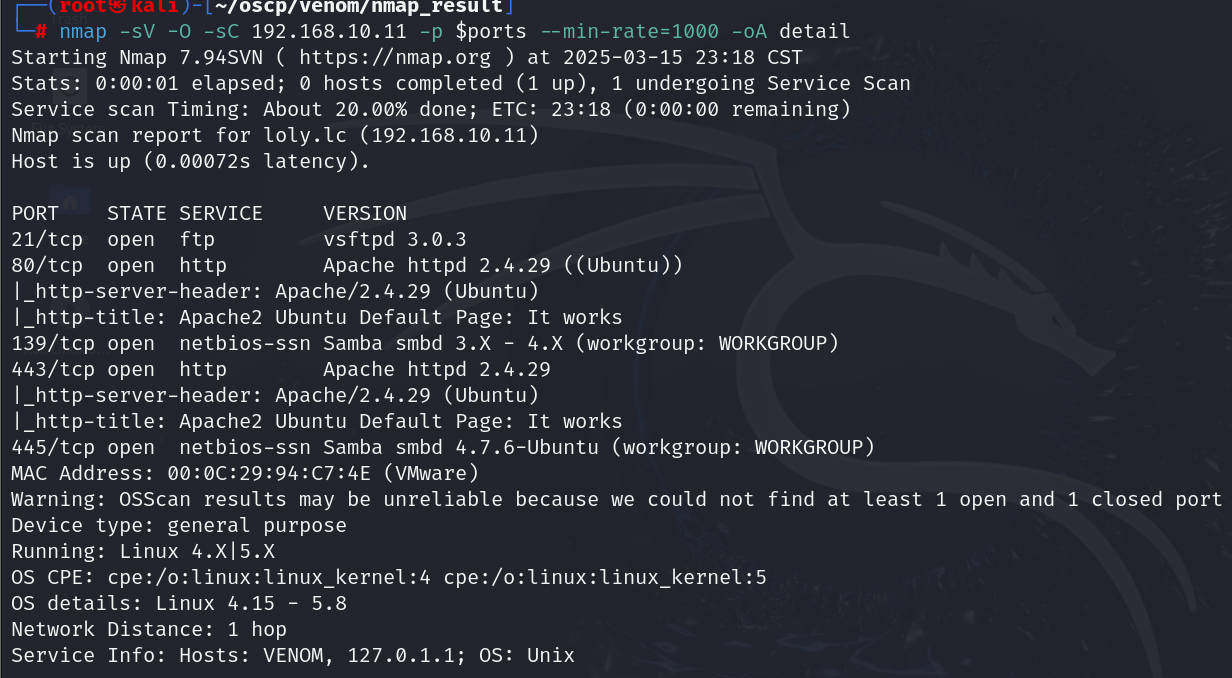 ┌──(root㉿kali)-[~/oscp/venom/nmap_result]
└─# nmap -sV -O -sC 192.168.10.11 -p $ports --min-rate=1000 -oA detail
Starting Nmap 7.94SVN ( https://nmap.org ) at 2025-03-15 23:18 CST
Stats: 0:00:01 elapsed; 0 hosts completed (1 up), 1 undergoing Service Scan
Service scan Timing: About 20.00% done; ETC: 23:18 (0:00:00 remaining)
Nmap scan report for loly.lc (192.168.10.11)
Host is up (0.00072s latency).

PORT    STATE SERVICE     VERSION
21/tcp  open  ftp         vsftpd 3.0.3
80/tcp  open  http        Apache httpd 2.4.29 ((Ubuntu))
|_http-server-header: Apache/2.4.29 (Ubuntu)
|_http-title: Apache2 Ubuntu Default Page: It works
139/tcp open  netbios-ssn Samba smbd 3.X - 4.X (workgroup: WORKGROUP)
443/tcp open  http        Apache httpd 2.4.29
|_http-server-header: Apache/2.4.29 (Ubuntu)
|_http-title: Apache2 Ubuntu Default Page: It works
445/tcp open  netbios-ssn Samba smbd 4.7.6-Ubuntu (workgroup: WORKGROUP)
MAC Address: 00:0C:29:94:C7:4E (VMware)
Warning: OSScan results may be unreliable because we could not find at least 1 open and 1 closed port
Device type: general purpose
Running: Linux 4.X|5.X
OS CPE: cpe:/o:linux:linux_kernel:4 cpe:/o:linux:linux_kernel:5
OS details: Linux 4.15 - 5.8
Network Distance: 1 hop
Service Info: Hosts: VENOM, 127.0.1.1; OS: Unix